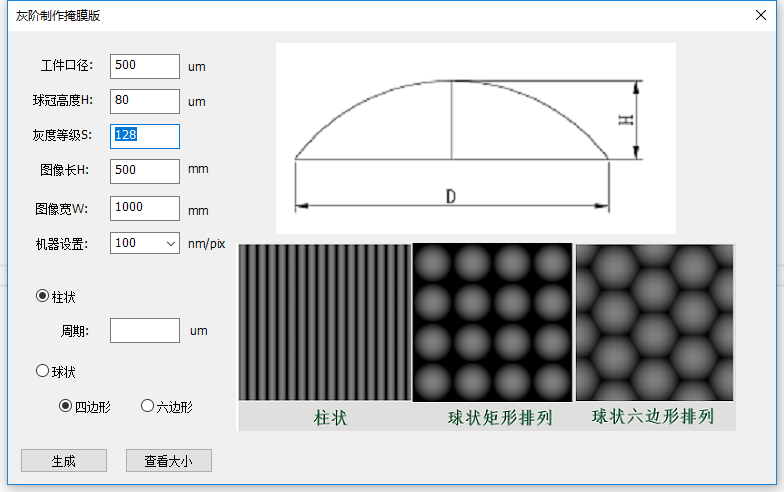 灰阶制作掩膜版
工件口径: 500 um
球冠高度H: 80 um
灰度等级S: 128
图像长H: 500 mm
图像宽W: 1000 mm
机器设置: 100 nm/pix
柱状
周期: um
球状
四边形 六边形
生成 查看大小
H
D
柱状 球状矩形排列 球状六边形排列